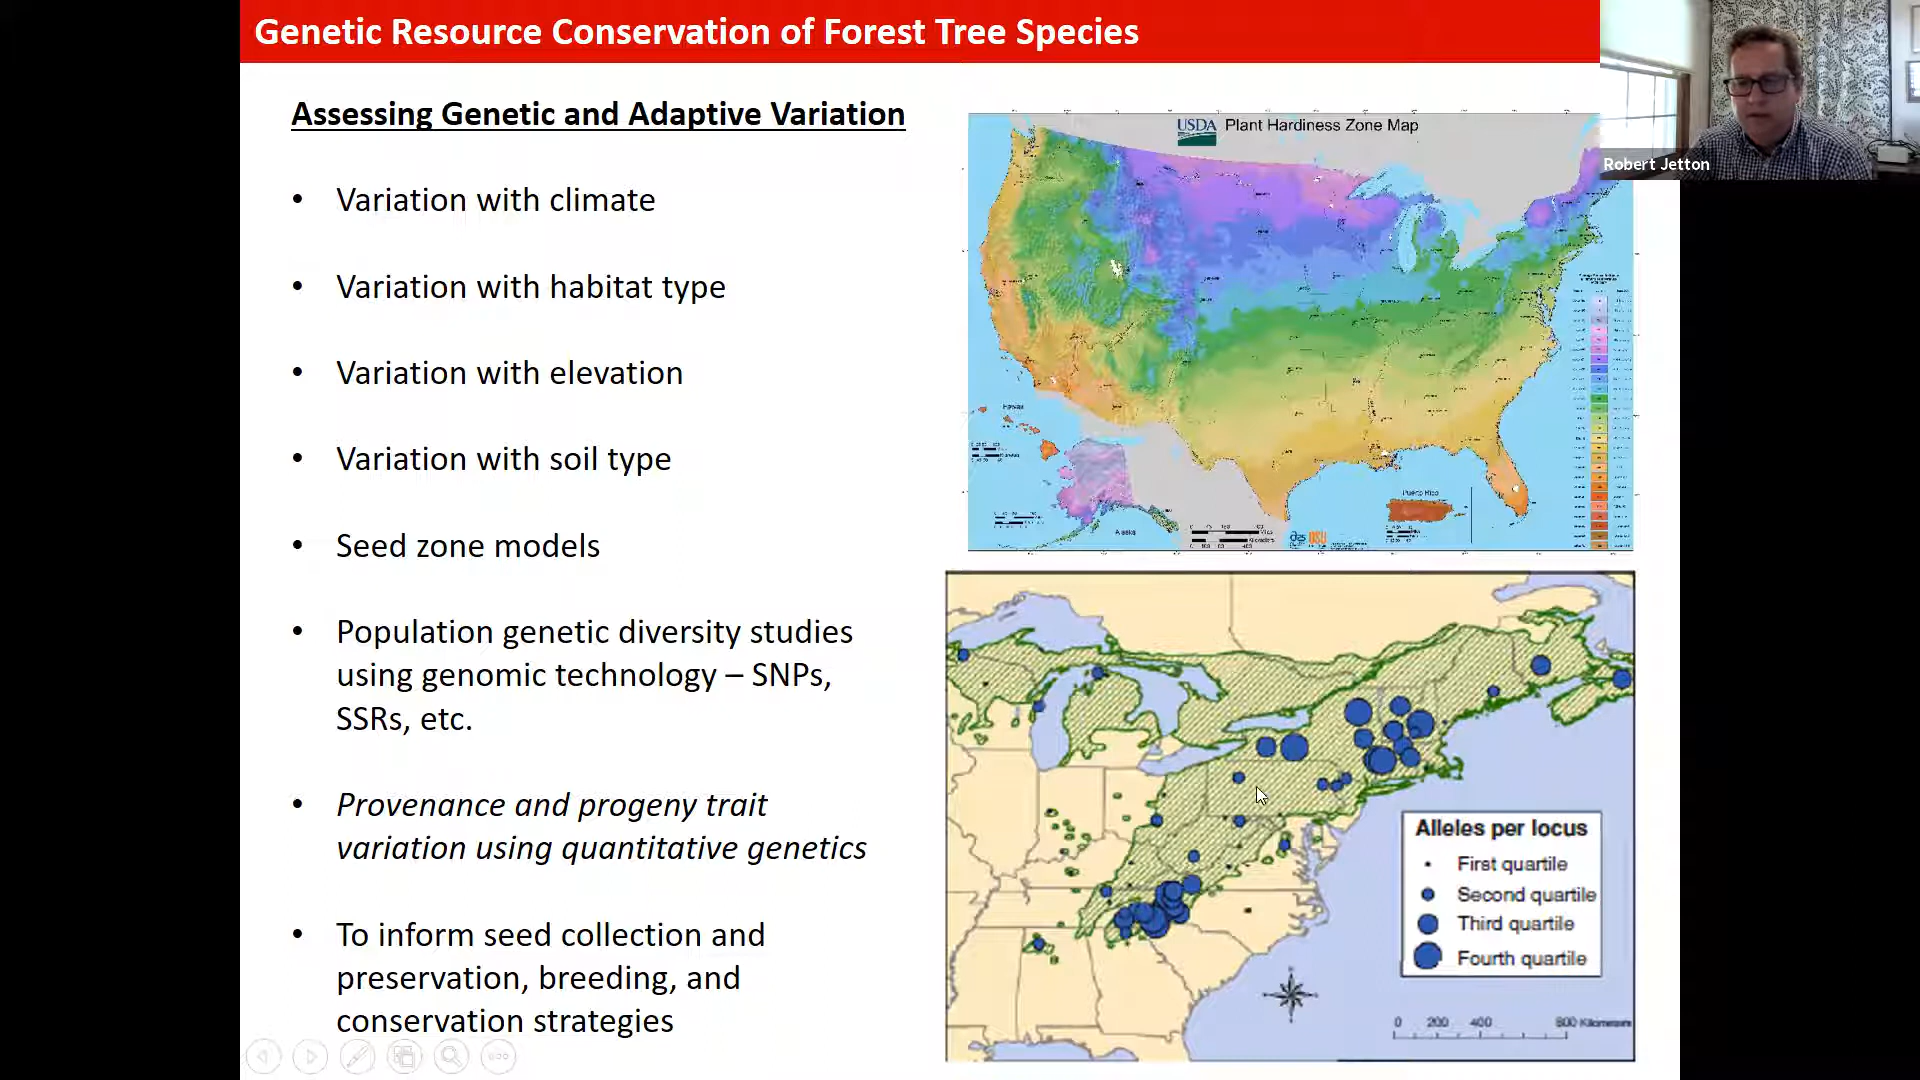 Genetic Resource Conservation of Forest Tree Species
Assessing Genetic and Adaptive Variation
• Variation with climate
• Variation with habitat type
• Variation with elevation
• Variation with soil type
• Seed zone models
• Population genetic diversity studies
using genomic technology – SNPs,
SSRs, etc.
• Provenance and progeny trait
variation using quantitative genetics
• To inform seed collection and
preservation, breeding, and
conservation strategies
USDA Plant Hardiness Zone Map
Hawaii
Alaska
Puerto Rico
OSU
Alleles per locus
First quartile
Second quartile
Third quartile
Fourth quartile
0 200 400 800 Kilometers
Robert Jetton